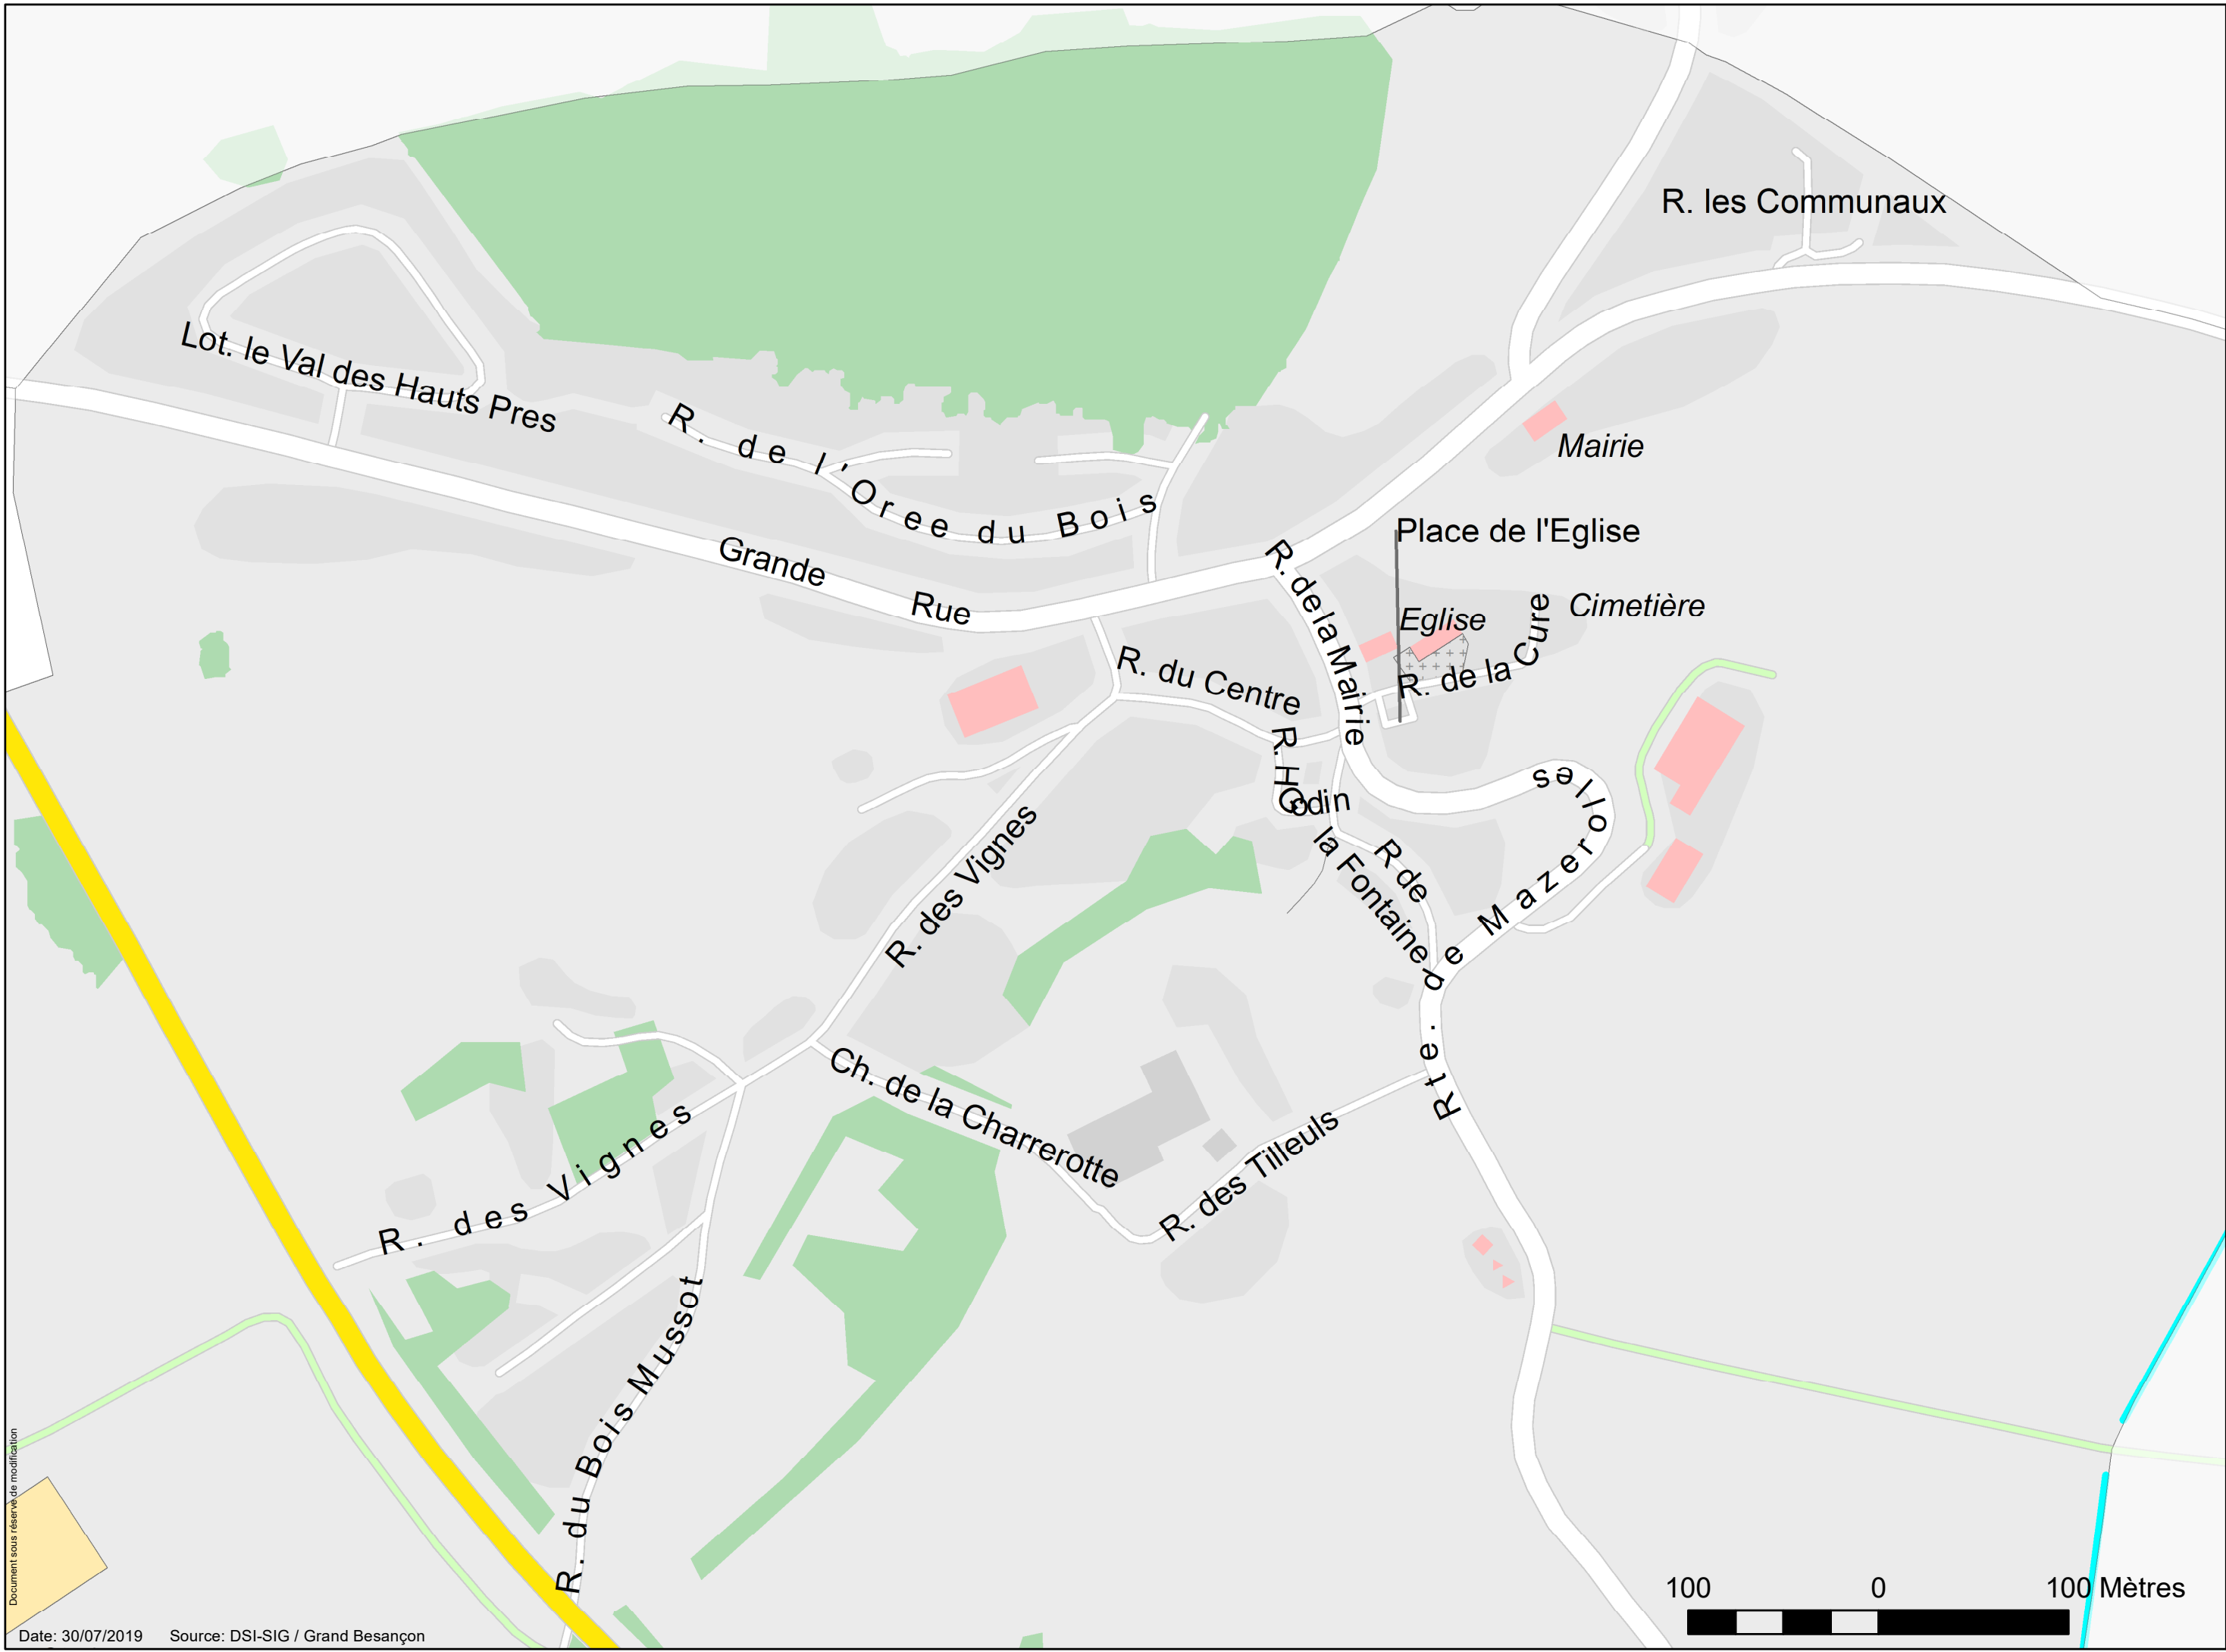 R. les Communaux
Lot. le Val des Hauts Pres
R. de l'Oree du Bois
Mairie
Place de l'Eglise
Grande Rue
R. de la Mairie
Eglise
Cimetière
R. de la Cure
R. du Centre
R. des Vignes
R. de la Fontaine
Rte. de Mazerolles
Ch. de la Charrerotte
R. des Tilleuls
R. des Vignes
R. du Bois Mussot
Document sous réserve de modification
100 0 100 Mètres
Date: 30/07/2019 Source: DSI-SIG / Grand Besançon